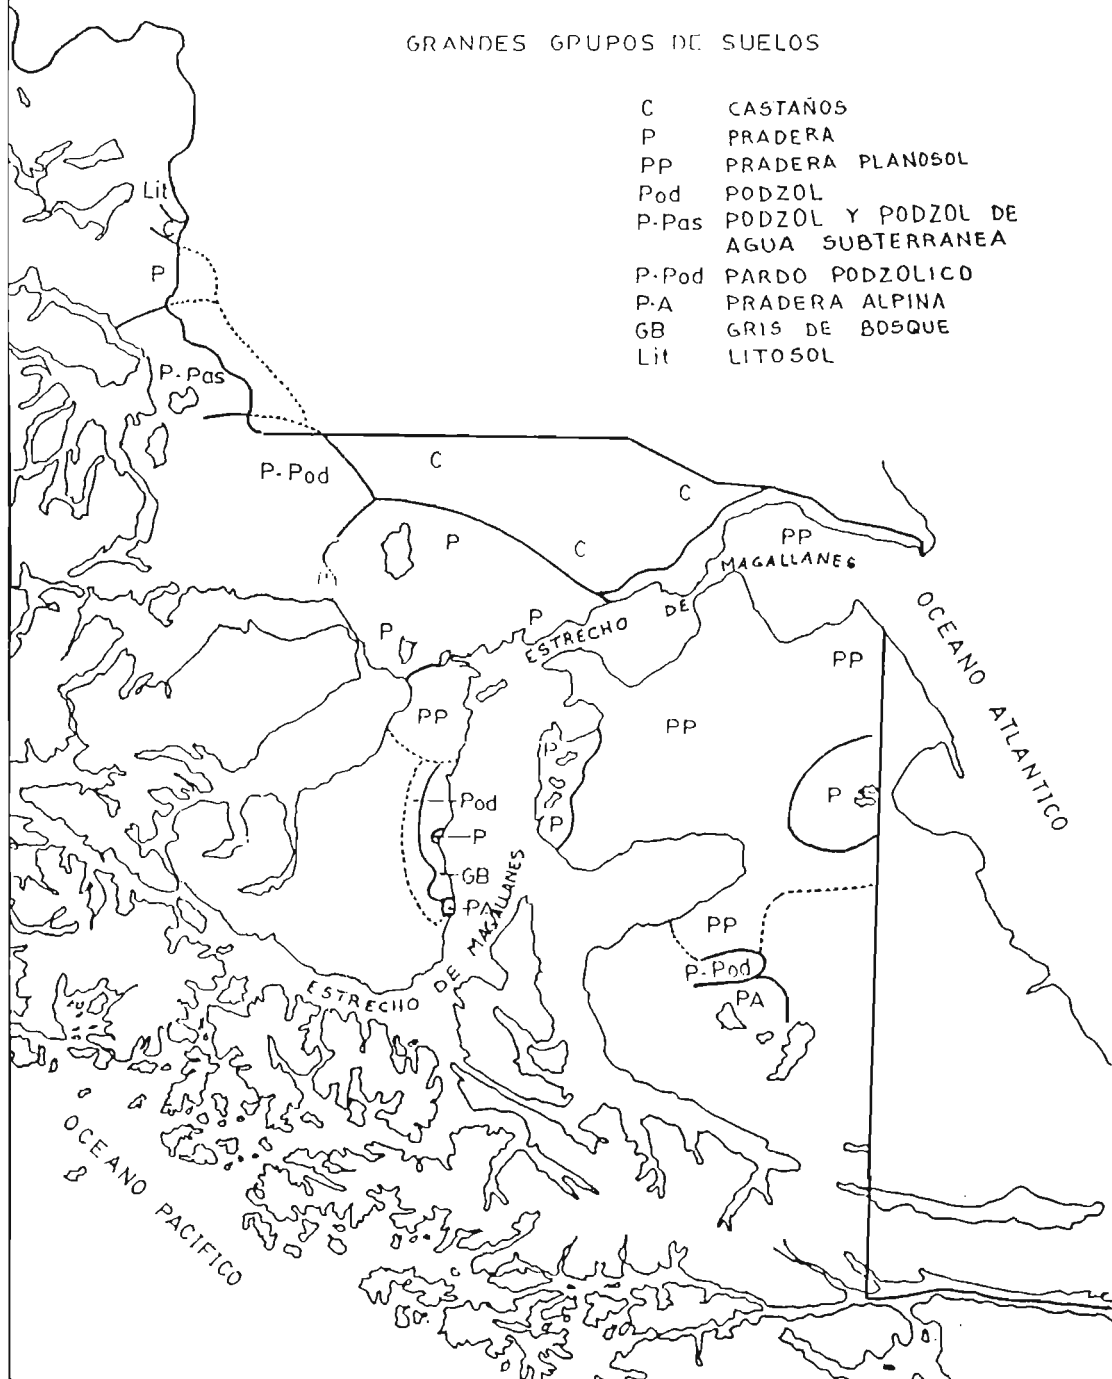 GRANDES GRUPOS DE SUELOS
C CASTAÑOS
P PRADERA
PP PRADERA PLANOSOL
Pod PODZOL
P-Pas PODZOL Y PODZOL DE
AGUA SUBTERRANEA
P-Pod PARDO PODZOLICO
P-A PRADERA ALPINA
GB GRIS DE BOSQUE
Lit LITOSOL
Lit
P
P-Pas
P-Pod
C
C
P
C
PP
MAGALLANES
DE
ESTRECHO
P
P
PP
PP
PP
OCEANO ATLANTICO
P
P
P
Pod
P
GB
PA
MAGALLANES
DE
ESTRECHO
PP
P-Pod
PA
OCEANO PACIFICO